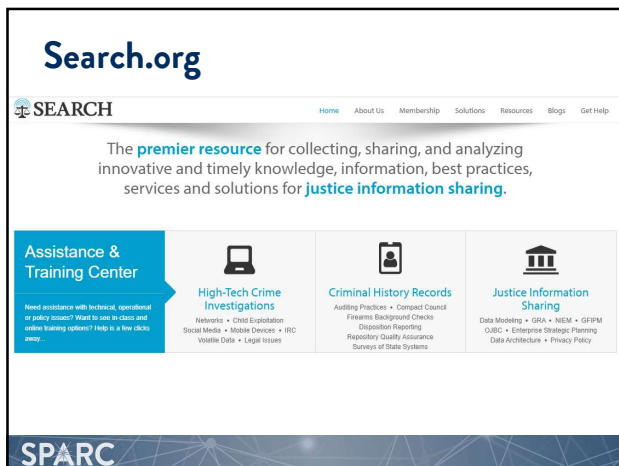 Search.org
SEARCH
Home About Us Membership Solutions Resources Blogs Get Help
The premier resource for collecting, sharing, and analyzing
innovative and timely knowledge, information, best practices,
services and solutions for justice information sharing.
Assistance &
Training Center
Need assistance with technical, operational
or policy issues? Want to see in-class and
online training options? Help is a few clicks
away...
High-Tech Crime
Investigations
Networks • Child Exploitation
Social Media • Mobile Devices • IRC
Volatile Data • Legal Issues
Criminal History Records
Auditing Practices • Compact Council
Firearms Background Checks
Disposition Reporting
Repository Quality Assurance
Surveys of State Systems
Justice Information
Sharing
Data Modeling • GRA • NIEM • GFIPM
OJBC • Enterprise Strategic Planning
Data Architecture • Privacy Policy
SPARC